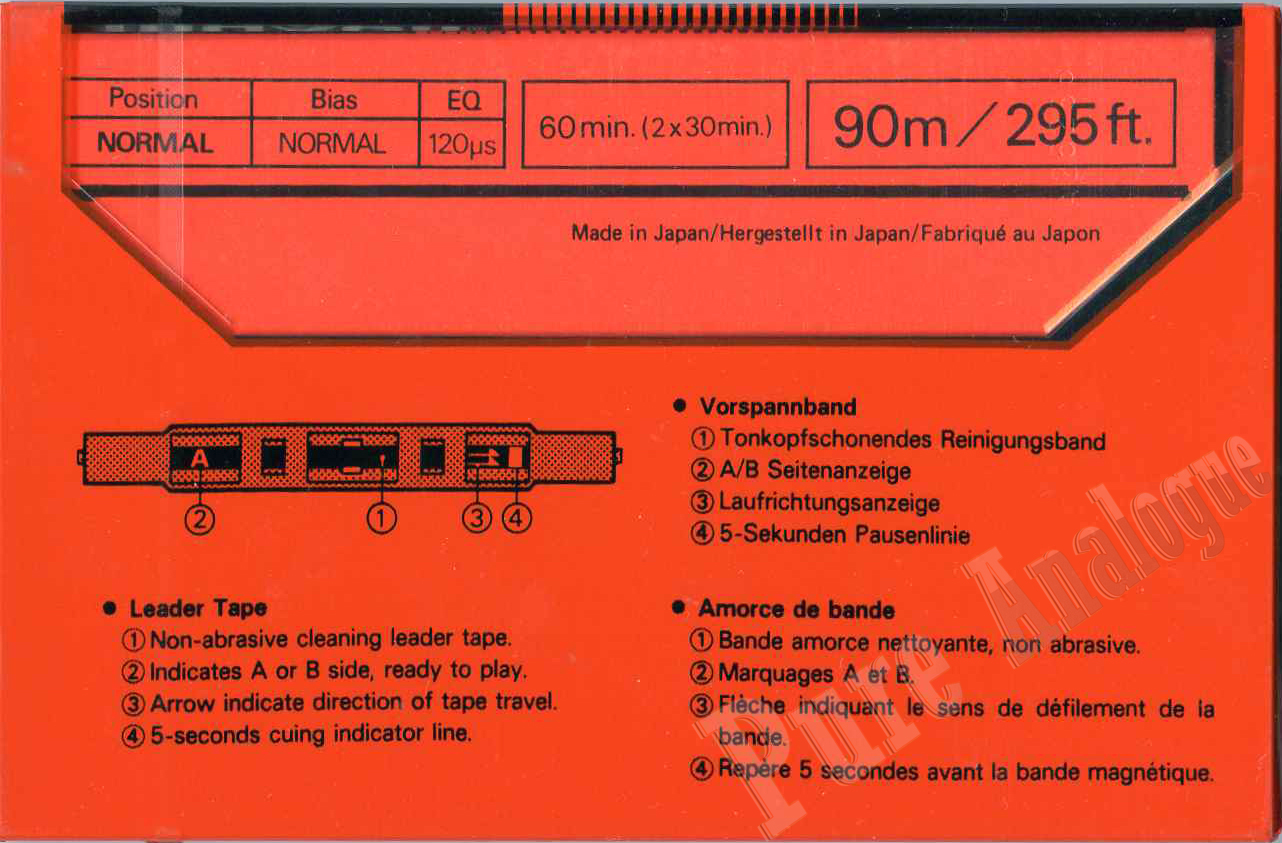 Position Bias EQ
NORMAL NORMAL 120µs
60 min. (2 x 30 min.)
90m / 295 ft.
Made in Japan/Hergestellt in Japan/Fabriqué au Japon
A
② ① ③ ④
● Leader Tape
① Non-abrasive cleaning leader tape.
② Indicates A or B side, ready to play.
③ Arrow indicate direction of tape travel.
④ 5-seconds cuing indicator line.
● Vorspannband
① Tonkopfschonendes Reinigungsband
② A/B Seitenanzeige
③ Laufrichtungsanzeige
④ 5-Sekunden Pausenlinie
● Amorce de bande
① Bande amorce nettoyante, non abrasive.
② Marquages A et B.
③ Flèche indiquant le sens de défilement de la
bande.
④ Repère 5 secondes avant la bande magnétique.
Pure Analogue